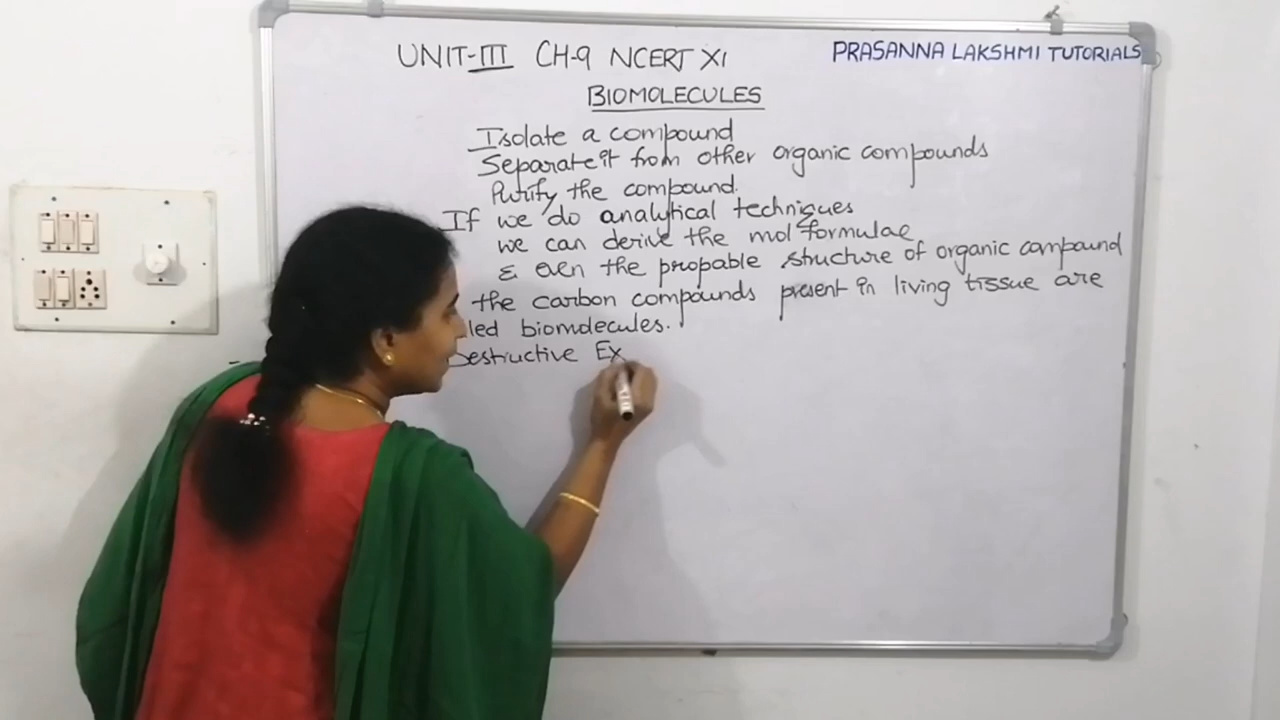 UNIT-III CH-9 NCERT XI
PRASANNA LAKSHMI TUTORIALS
BIOMOLECULES
Isolate a compound
Separate it from other organic compounds
Purify the compound.
If we do analytical techniques
we can derive the mol formulae
& even the propable structure of organic compound
the carbon compounds present in living tissue are
led biomolecules.
Destructive Ex